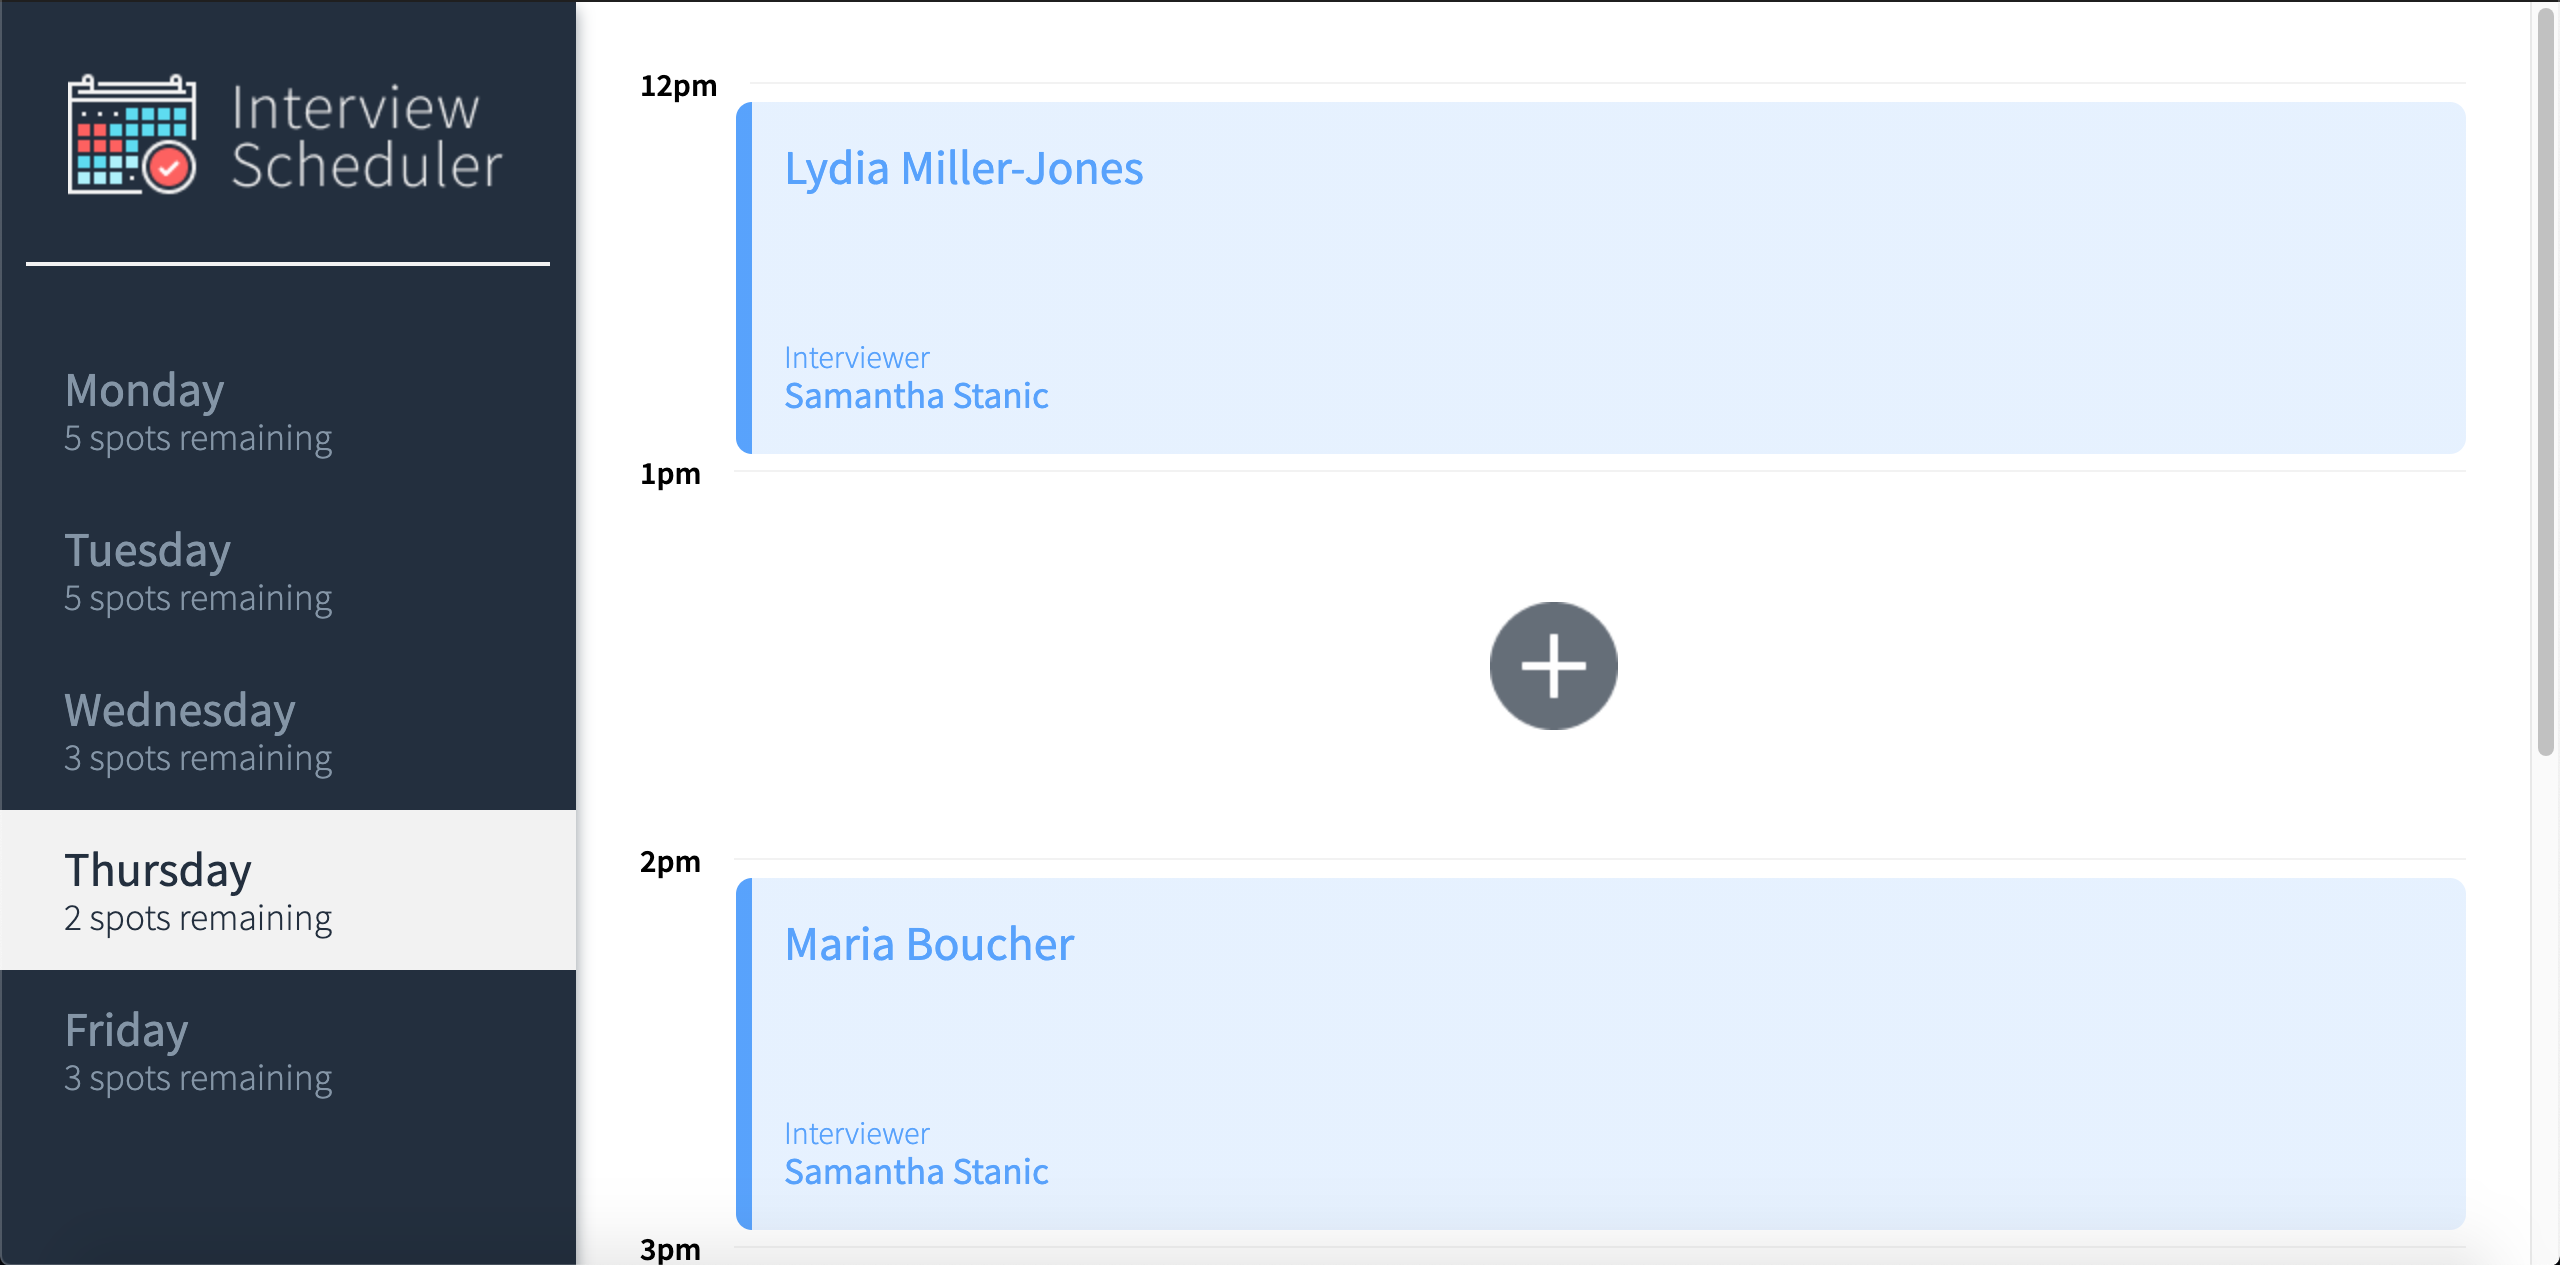 Interview
Scheduler
Monday
5 spots remaining
Tuesday
5 spots remaining
Wednesday
3 spots remaining
Thursday
2 spots remaining
Friday
3 spots remaining
12pm
Lydia Miller-Jones
Interviewer
Samantha Stanic
1pm
2pm
Maria Boucher
Interviewer
Samantha Stanic
3pm